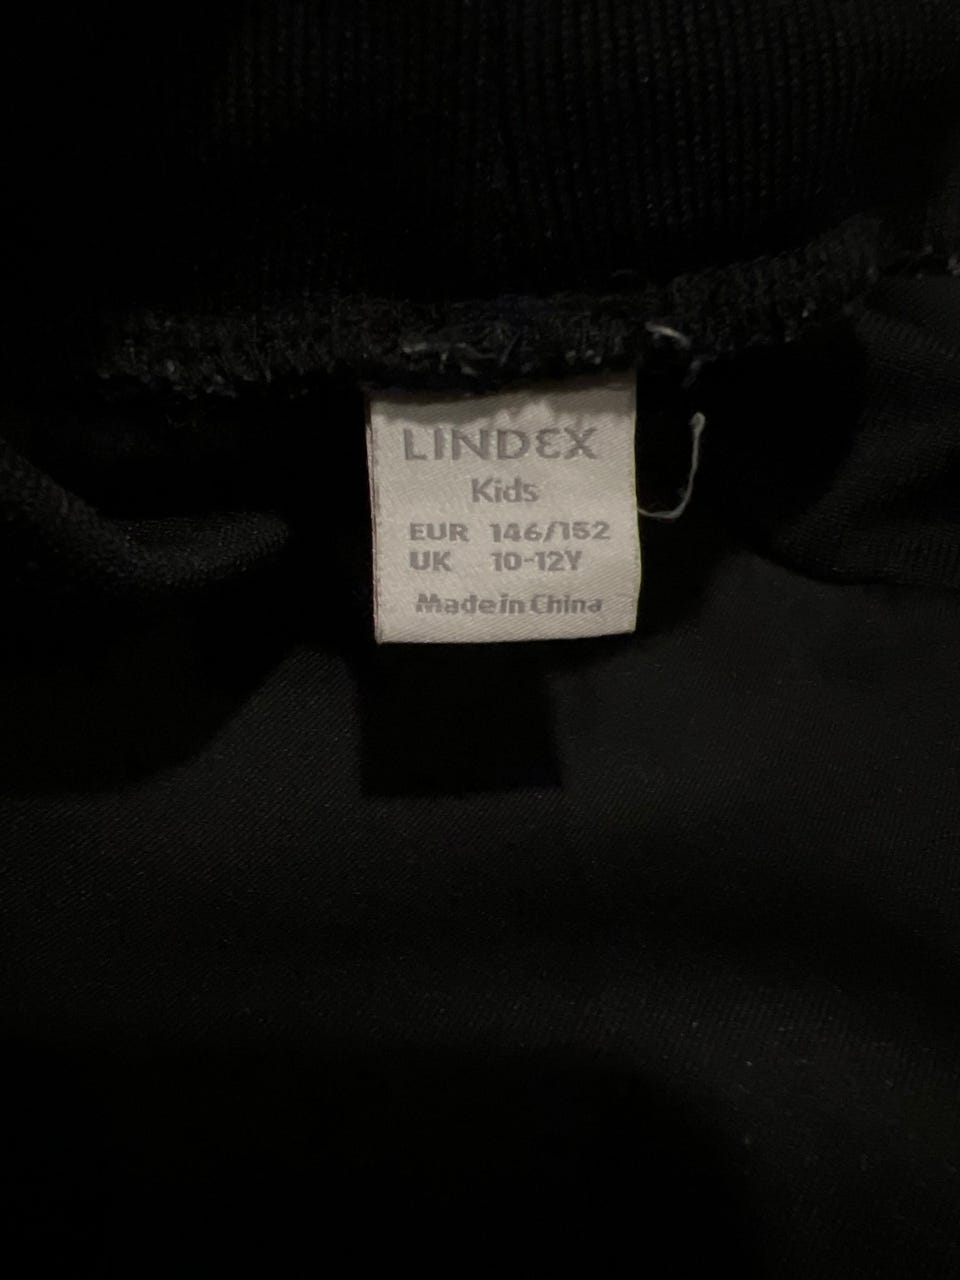 LINDEX
Kids
EUR 146/152
UK 10-12Y
Made in China